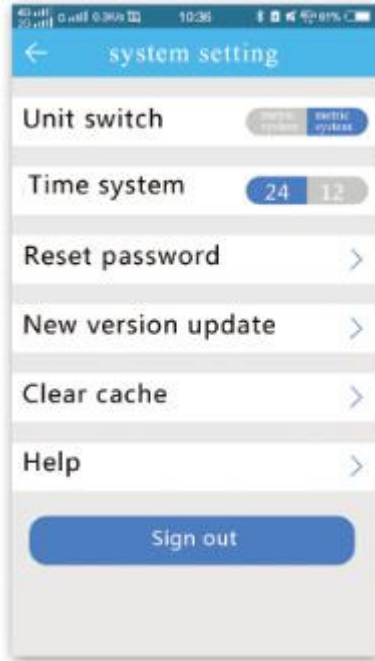 10:36
system setting
Unit switch
metric
system
Time system
24 12
Reset password
New version update
Clear cache
Help
Sign out